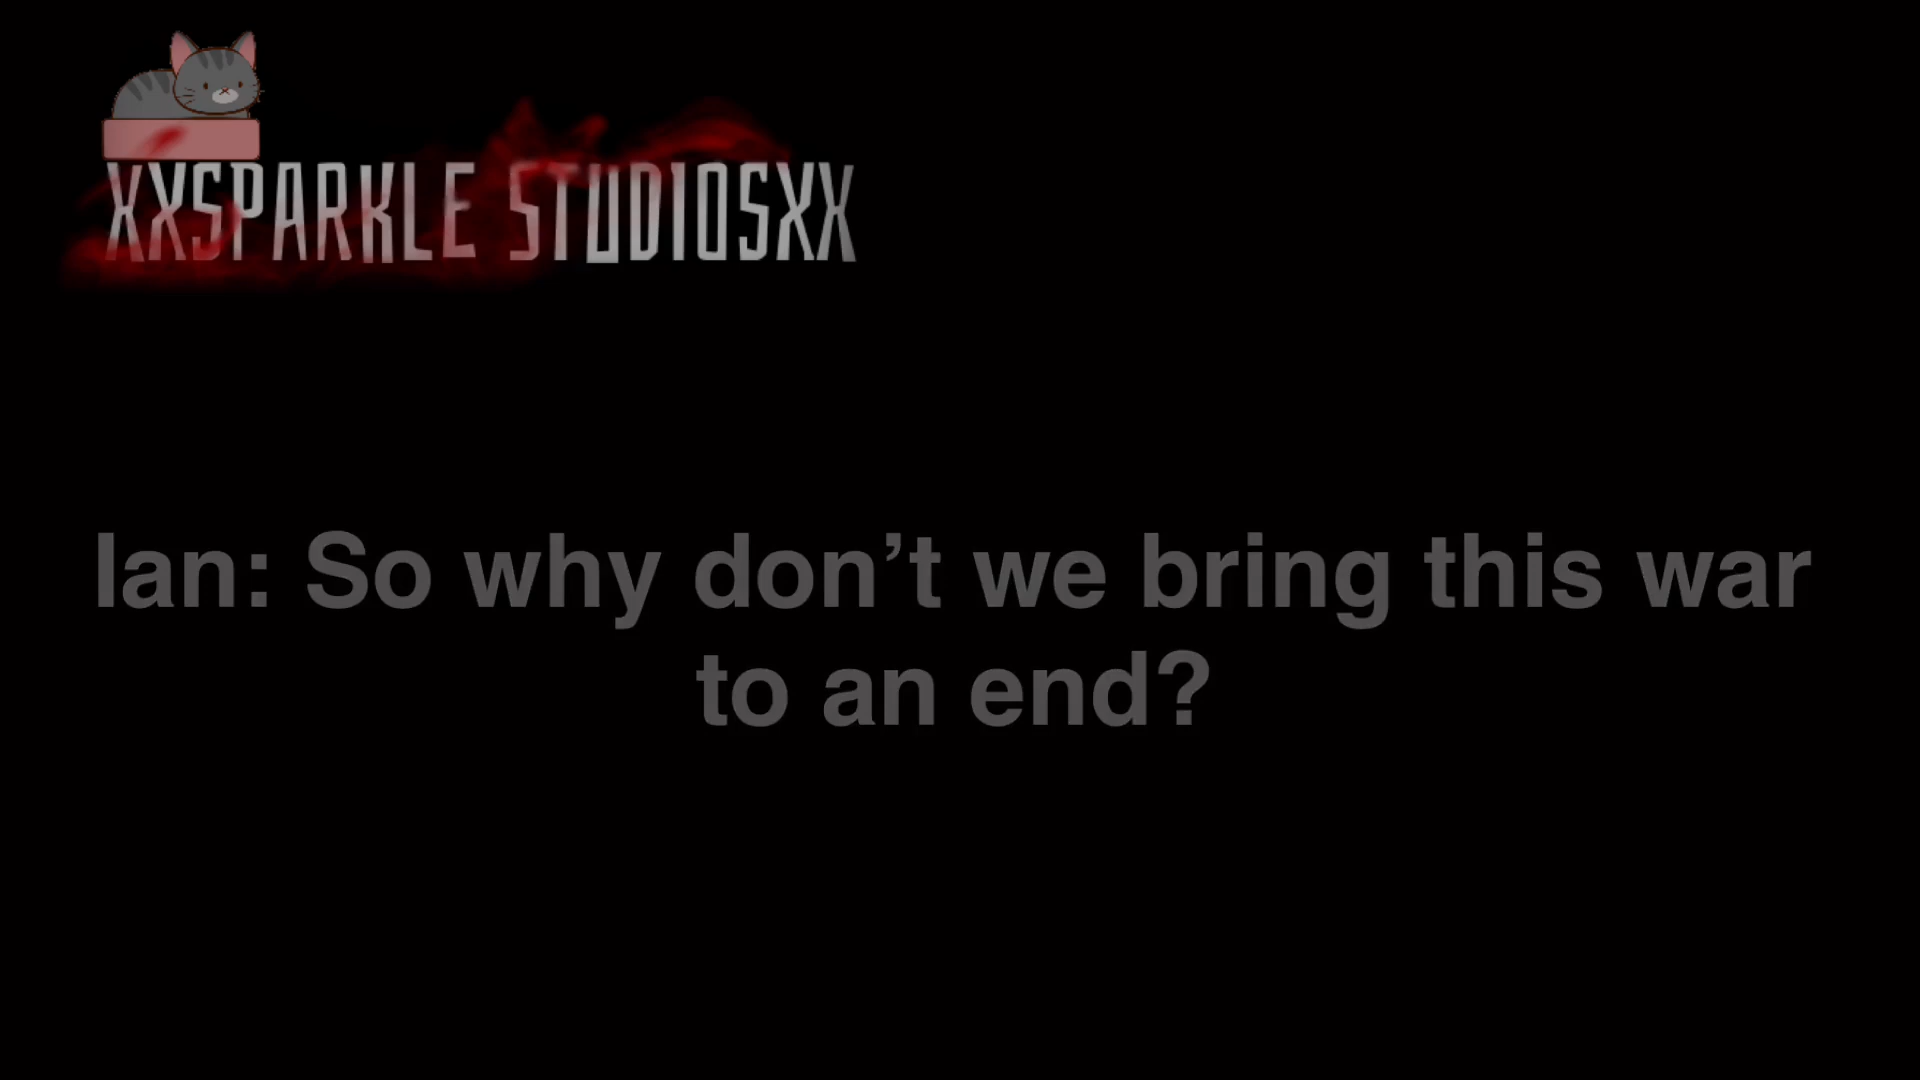 XXSPARKLE STUDIOSXX
Ian: So why don’t we bring this war
to an end?